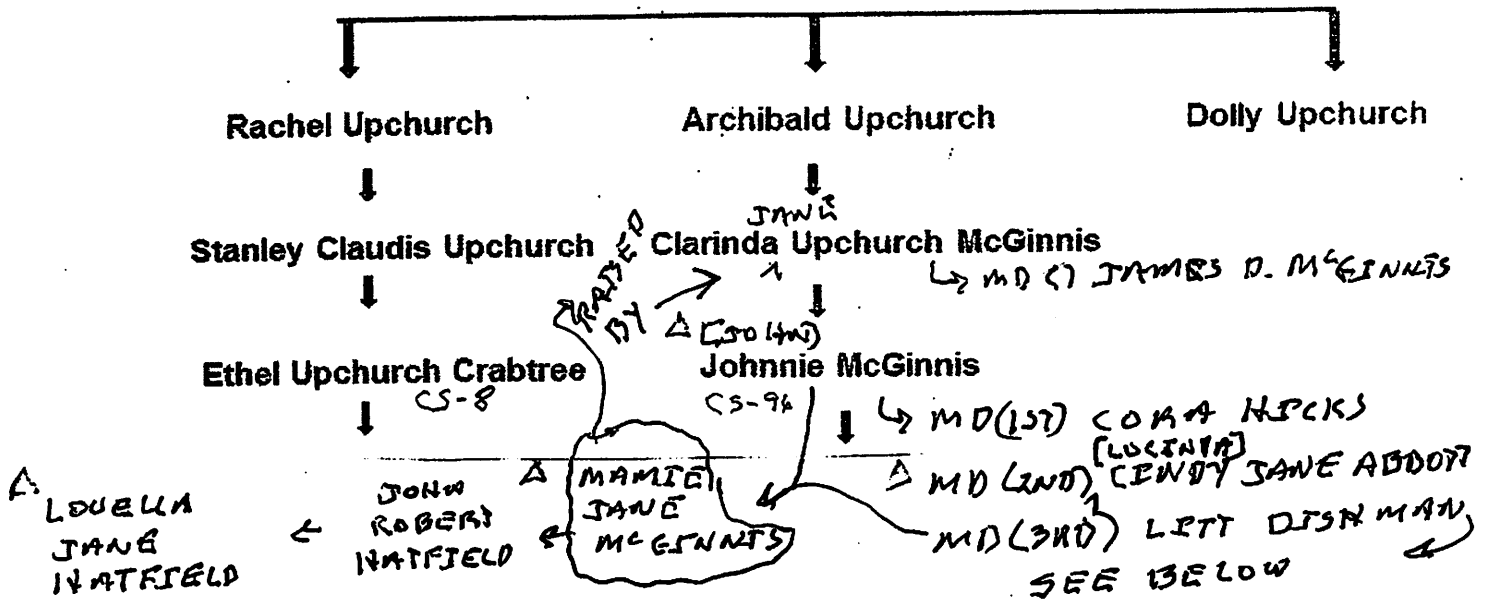 Rachel Upchurch
Archibald Upchurch
Dolly Upchurch
JANE
Stanley Claudis Upchurch
Clarinda Upchurch McGinnis
RAISED
BY
MD () JAMES D. McGINNIS
[JOHN)
Ethel Upchurch Crabtree
Johnnie McGinnis
CS-8
CS-96
MD(1ST) CORA HICKS
[LUCINDA]
Δ MD (2ND) CINDY JANE ABBOTT
MD(3RD) LITT DISHMAN
SEE BELOW
Δ MAMIE
JANE
McGINNIS
JOHN
ROBERT
HATFIELD
Δ LOUELLA
JANE
HATFIELD